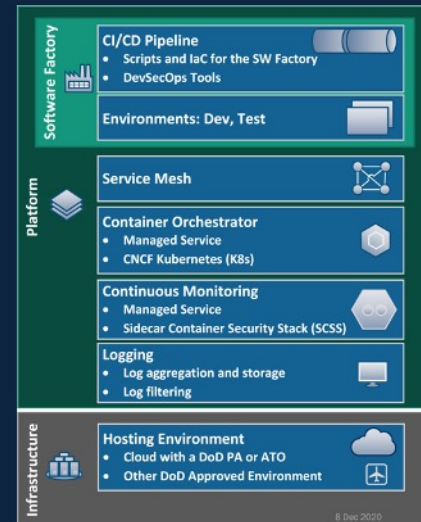 Software Factory
CI/CD Pipeline
• Scripts and IaC for the SW Factory
• DevSecOps Tools
Environments: Dev, Test
Platform
Service Mesh
Container Orchestrator
• Managed Service
• CNCF Kubernetes (K8s)
Continuous Monitoring
• Managed Service
• Sidecar Container Security Stack (SCSS)
Logging
• Log aggregation and storage
• Log filtering
Infrastructure
Hosting Environment
• Cloud with a DoD PA or ATO
• Other DoD Approved Environment
8 Dec 2020